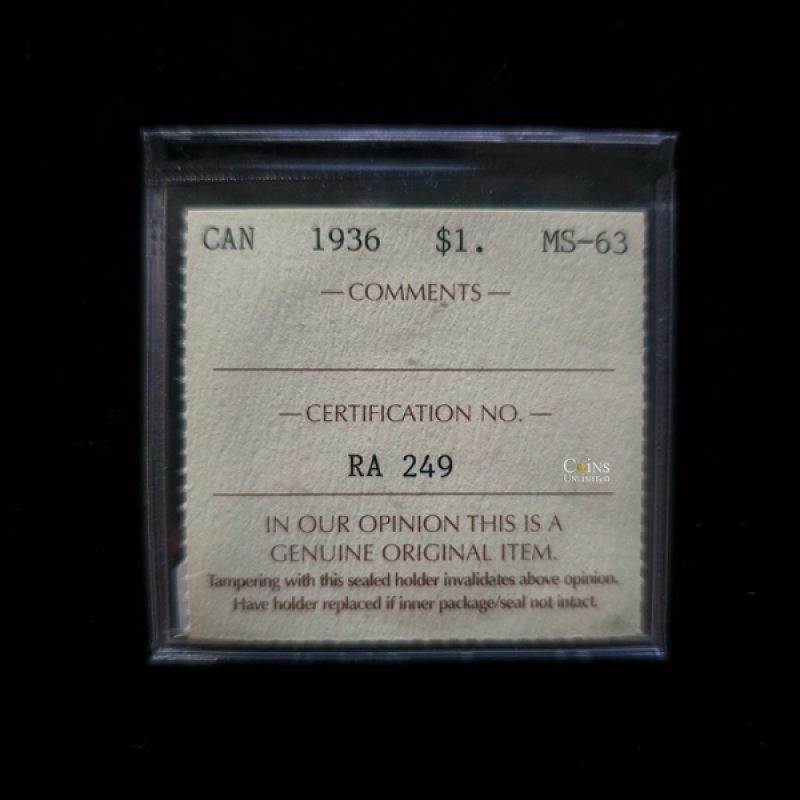 CAN 1936 $1. MS-63
— COMMENTS —
— CERTIFICATION NO. —
RA 249
COINS
UNLIMITED
IN OUR OPINION THIS IS A
GENUINE ORIGINAL ITEM.
Tampering with this sealed holder invalidates above opinion.
Have holder replaced if inner package/seal not intact.